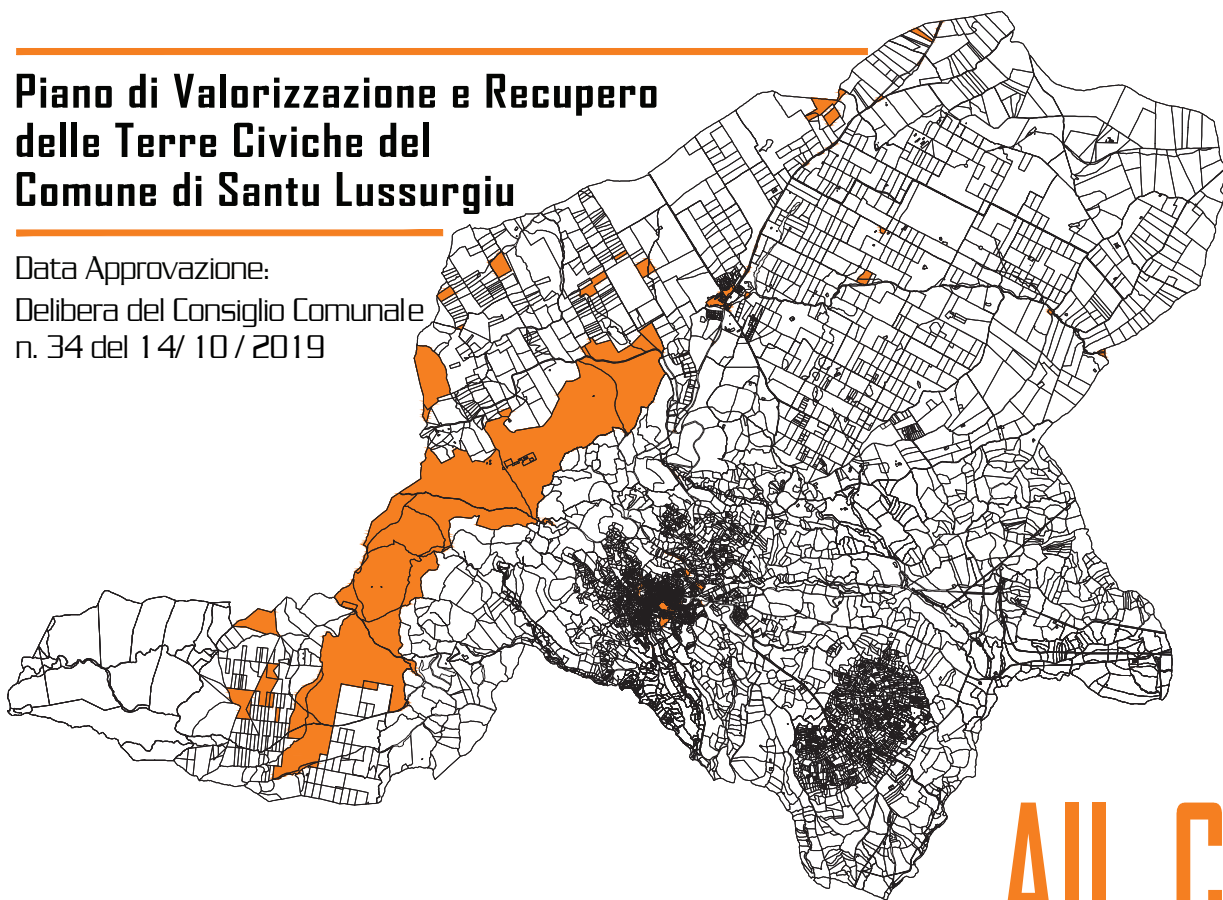 Piano di Valorizzazione e Recupero
delle Terre Civiche del
Comune di Santu Lussurgiu
Data Approvazione:
Delibera del Consiglio Comunale
n. 34 del 14/ 10 / 2019
All C